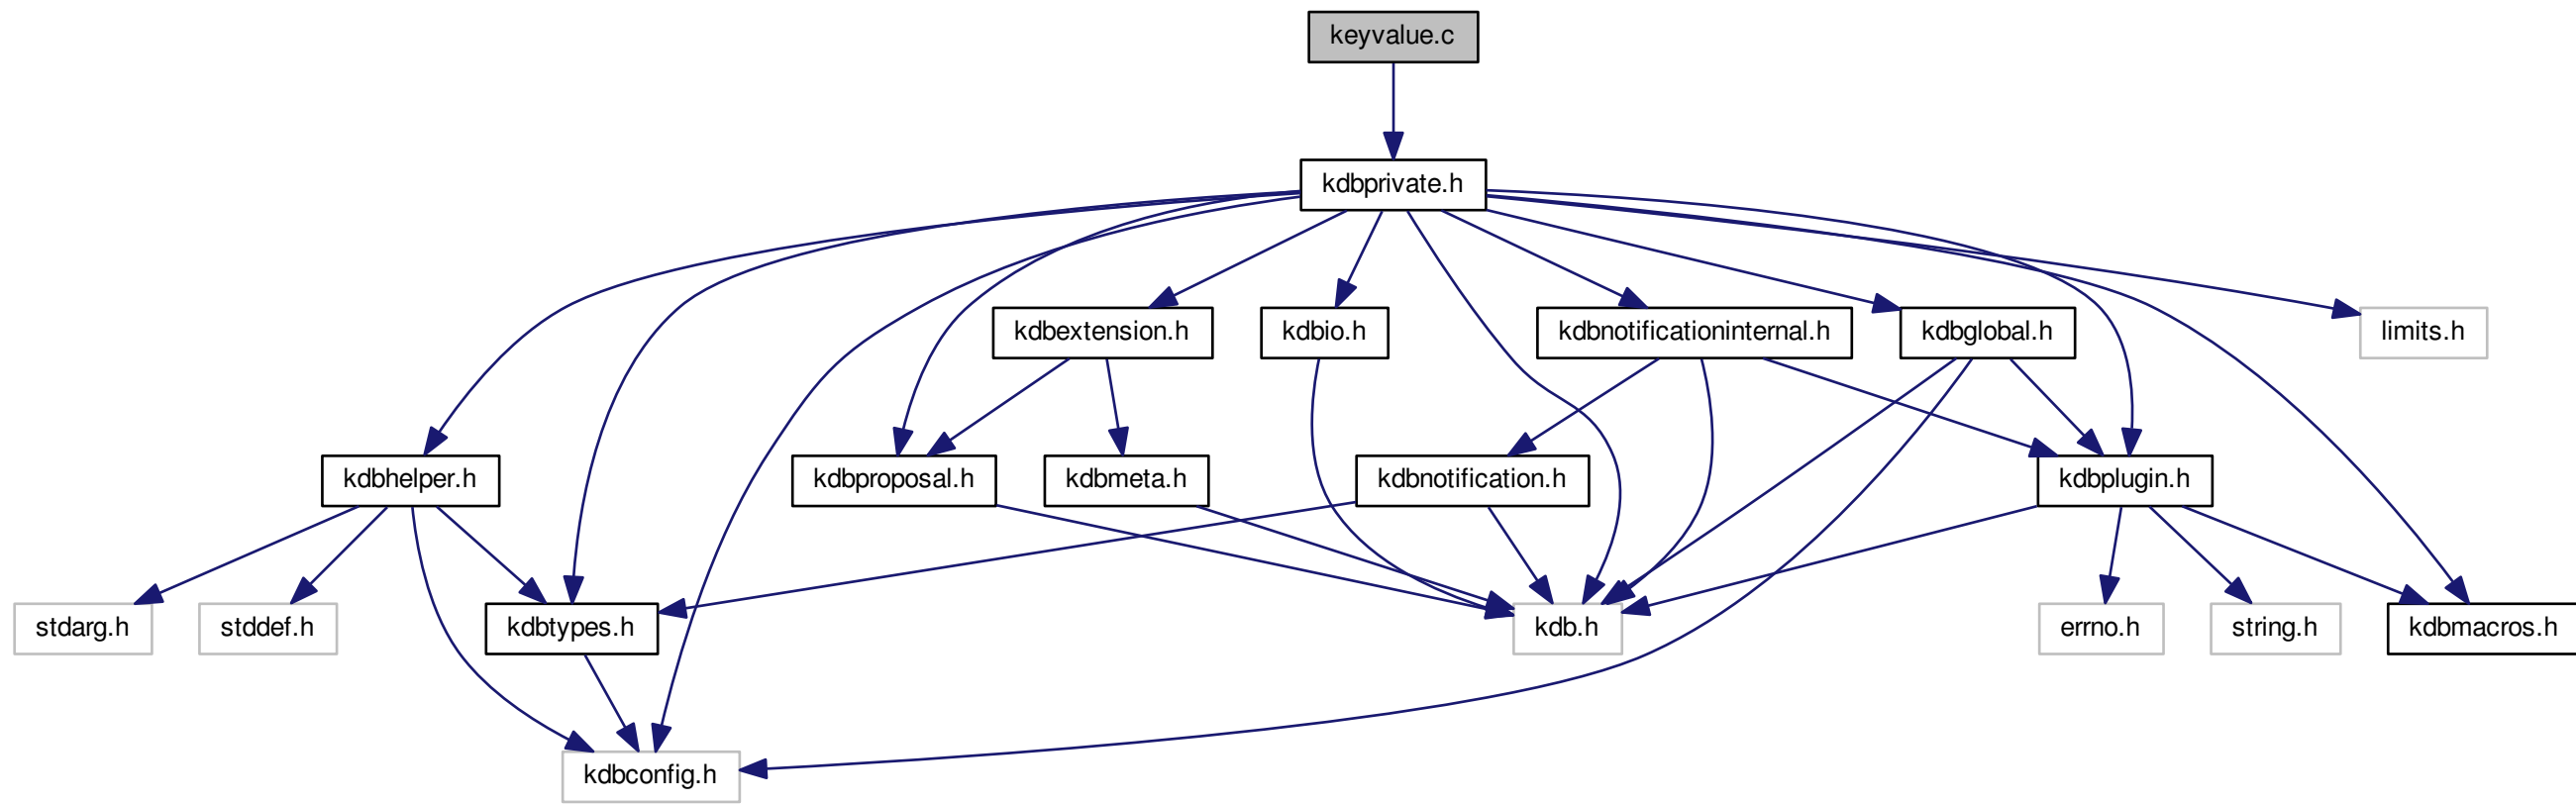 keyvalue.c
kdbprivate.h
kdbextension.h
kdbio.h
kdbnotificationinternal.h
kdbglobal.h
limits.h
kdbhelper.h
kdbproposal.h
kdbmeta.h
kdbnotification.h
kdbplugin.h
stdarg.h
stddef.h
kdbtypes.h
kdb.h
errno.h
string.h
kdbmacros.h
kdbconfig.h